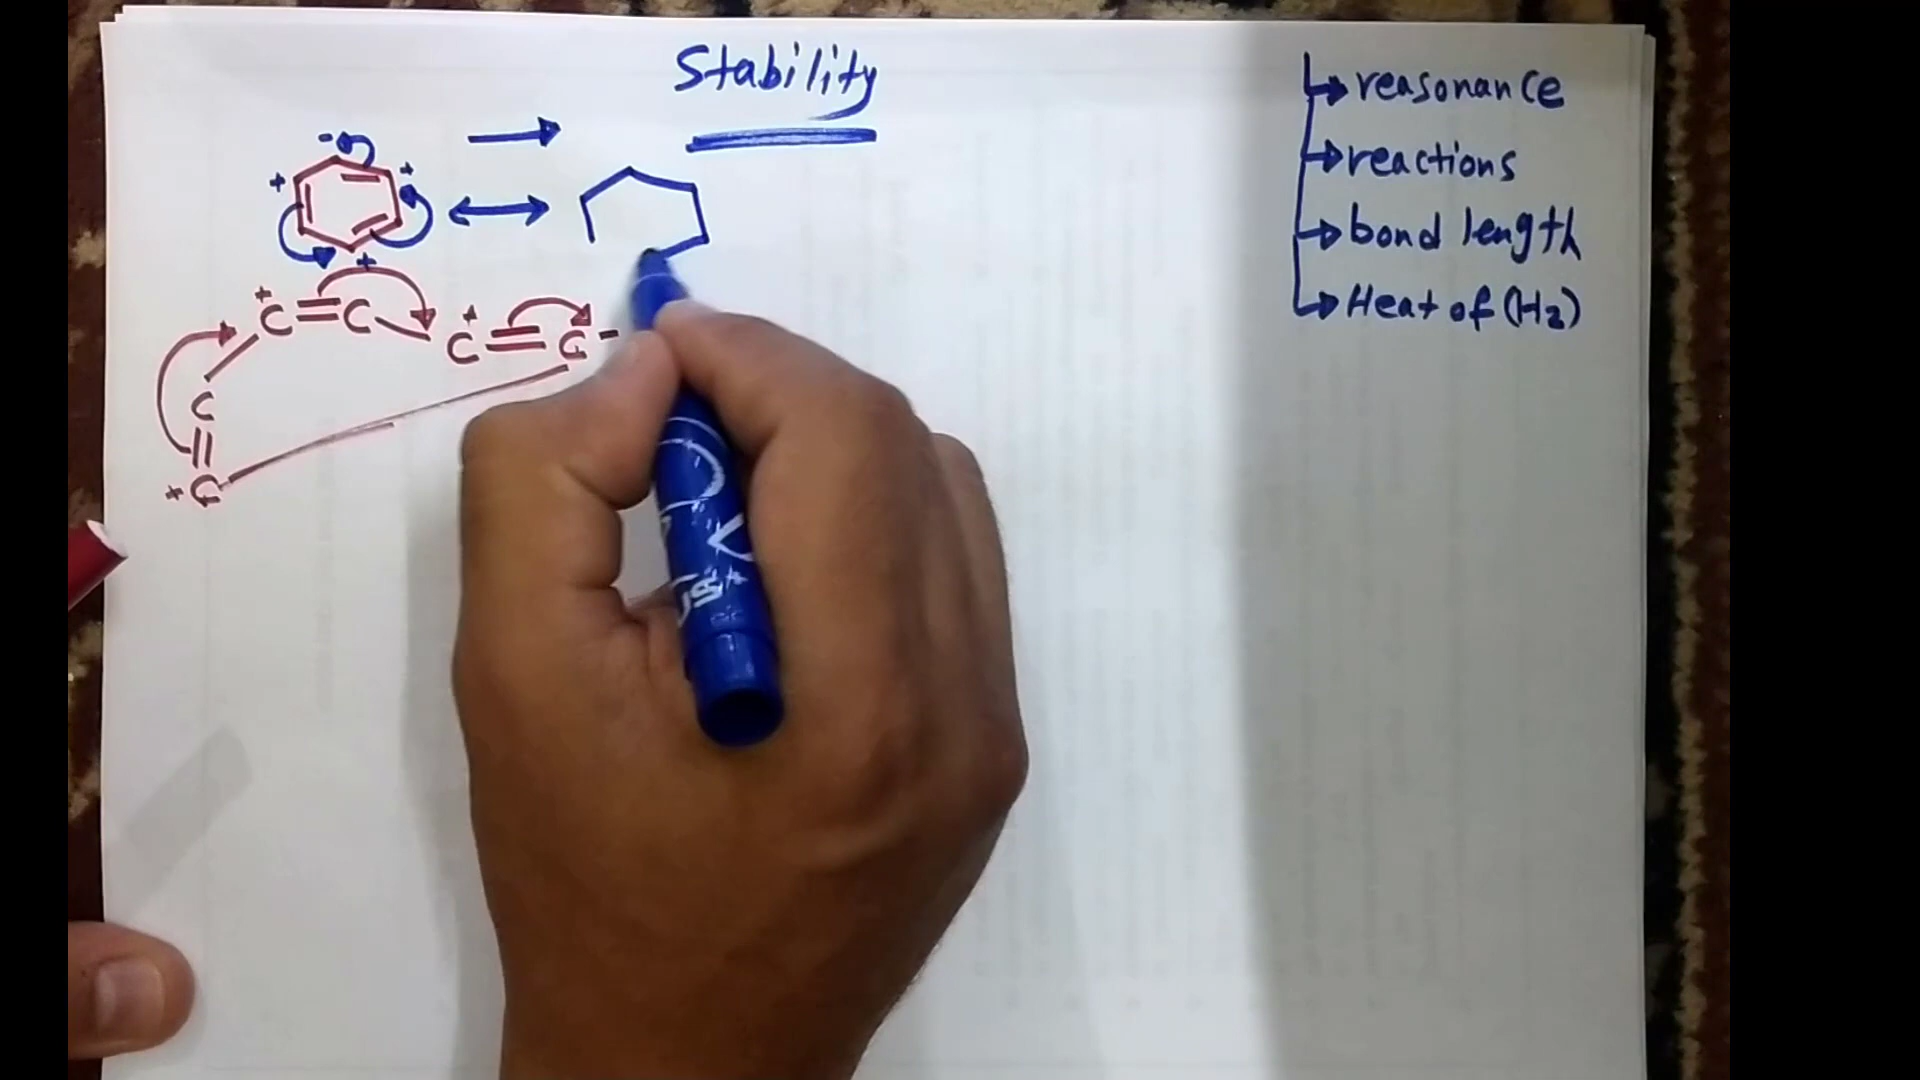 Stability
reasonance
reactions
bond length
Heat of (H2)
- +
+
+
+ C = C
+ C = C -
C
=
+ C